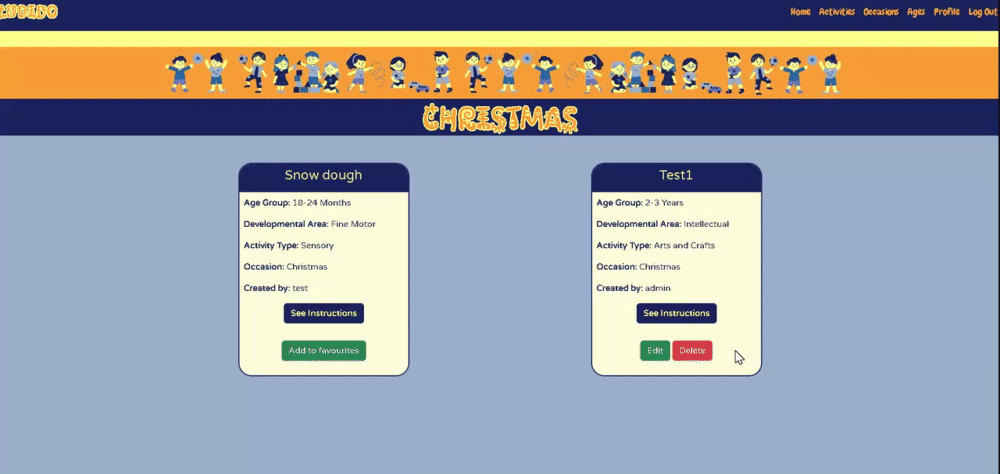 Home Activities Occasions Ages Profile Log Out
CHRISTMAS
Snow dough
Age Group: 18-24 Months
Developmental Area: Fine Motor
Activity Type: Sensory
Occasion: Christmas
Created by: test
See Instructions
Add to favourites
Test1
Age Group: 2-3 Years
Developmental Area: Intellectual
Activity Type: Arts and Crafts
Occasion: Christmas
Created by: admin
See Instructions
Edit Delete